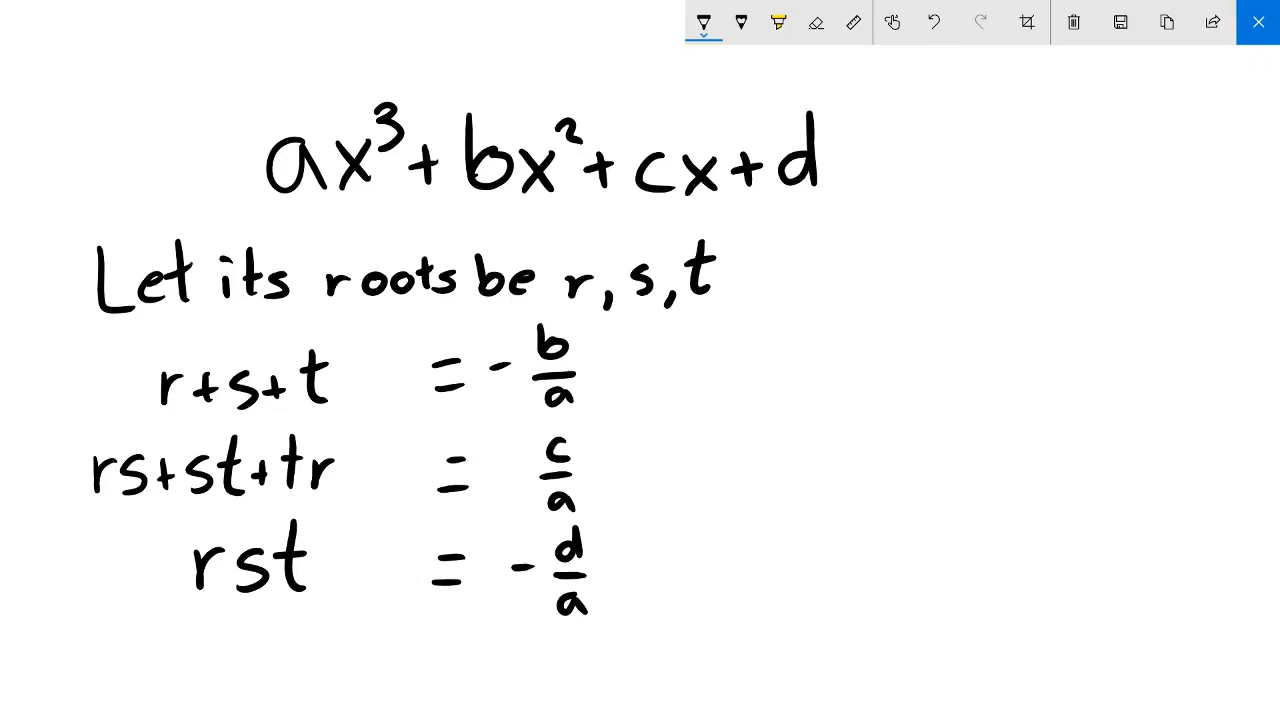 ax³+bx²+cx+d
Let its roots be r, s, t
r+s+t = -b/a
rs+st+tr = c/a
rst = -d/a